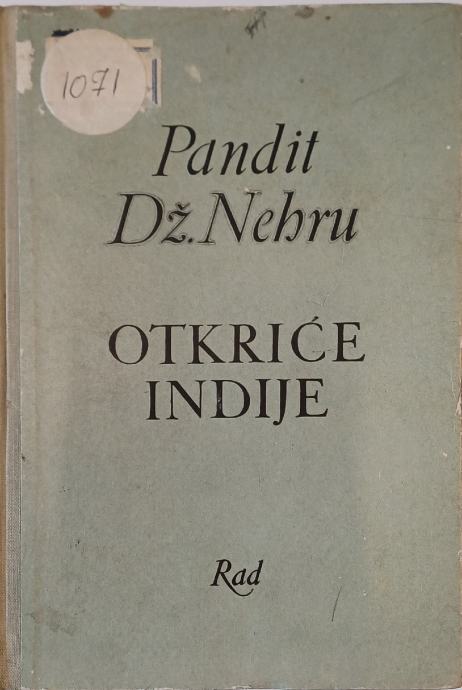 1071
Pandit
Dž. Nehru
OTKRIĆE
INDIJE
Rad